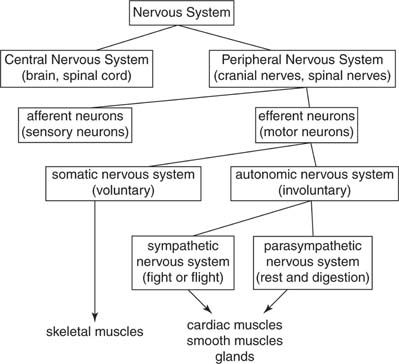 Nervous System
Central Nervous System
(brain, spinal cord)
Peripheral Nervous System
(cranial nerves, spinal nerves)
afferent neurons
(sensory neurons)
efferent neurons
(motor neurons)
somatic nervous system
(voluntary)
autonomic nervous system
(involuntary)
sympathetic
nervous system
(fight or flight)
parasympathetic
nervous system
(rest and digestion)
skeletal muscles
cardiac muscles
smooth muscles
glands